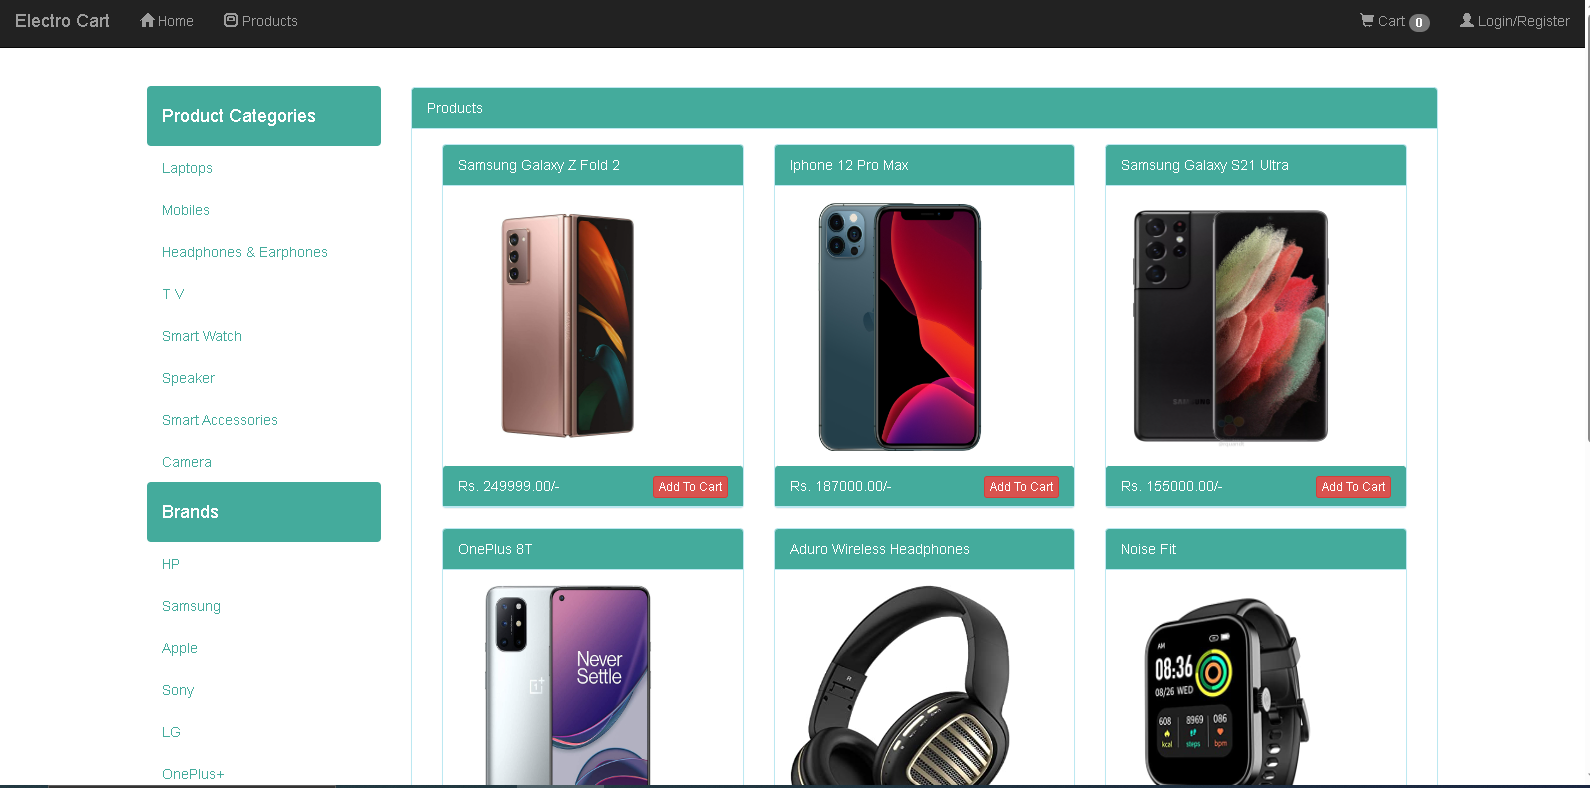 Electro Cart Home Products Cart 0 Login/Register
Product Categories
Laptops
Mobiles
Headphones & Earphones
T V
Smart Watch
Speaker
Smart Accessories
Camera
Brands
HP
Samsung
Apple
Sony
LG
OnePlus+
Products
Samsung Galaxy Z Fold 2
Rs. 249999.00/- Add To Cart
Iphone 12 Pro Max
Rs. 187000.00/- Add To Cart
Samsung Galaxy S21 Ultra
SAMSUNG
Rs. 155000.00/- Add To Cart
OnePlus 8T
Never
Settle
Aduro Wireless Headphones
R
Noise Fit
AM
08:36
08/26 WED
608 8969 086
kcal steps bpm